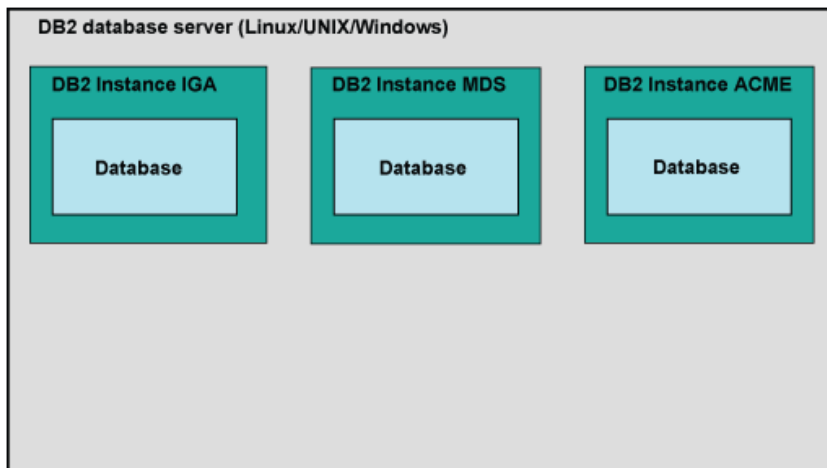 DB2 database server (Linux/UNIX/Windows)
DB2 Instance IGA
DB2 Instance MDS
DB2 Instance ACME
Database
Database
Database